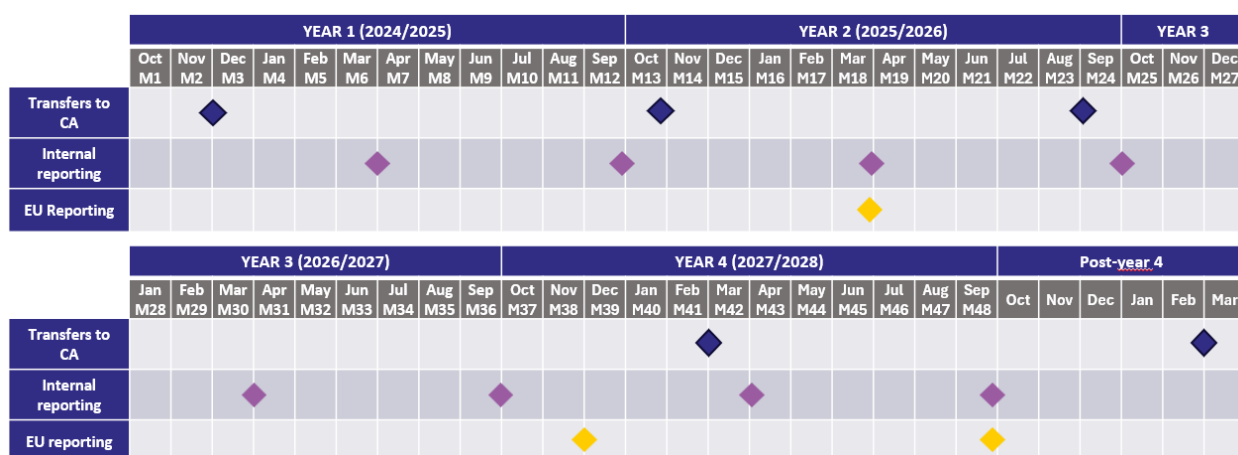 YEAR 1 (2024/2025) YEAR 2 (2025/2026) YEAR 3
Oct Nov Dec Jan Feb Mar Apr May Jun Jul Aug Sep Oct Nov Dec Jan Feb Mar Apr May Jun Jul Aug Sep Oct Nov Dec
M1 M2 M3 M4 M5 M6 M7 M8 M9 M10 M11 M12 M13 M14 M15 M16 M17 M18 M19 M20 M21 M22 M23 M24 M25 M26 M27
Transfers to
CA
Internal
reporting
EU Reporting
YEAR 3 (2026/2027) YEAR 4 (2027/2028) Post-year 4
Jan Feb Mar Apr May Jun Jul Aug Sep Oct Nov Dec Jan Feb Mar Apr May Jun Jul Aug Sep Oct Nov Dec Jan Feb Mar
M28 M29 M30 M31 M32 M33 M34 M35 M36 M37 M38 M39 M40 M41 M42 M43 M44 M45 M46 M47 M48
Transfers to
CA
Internal
reporting
EU reporting